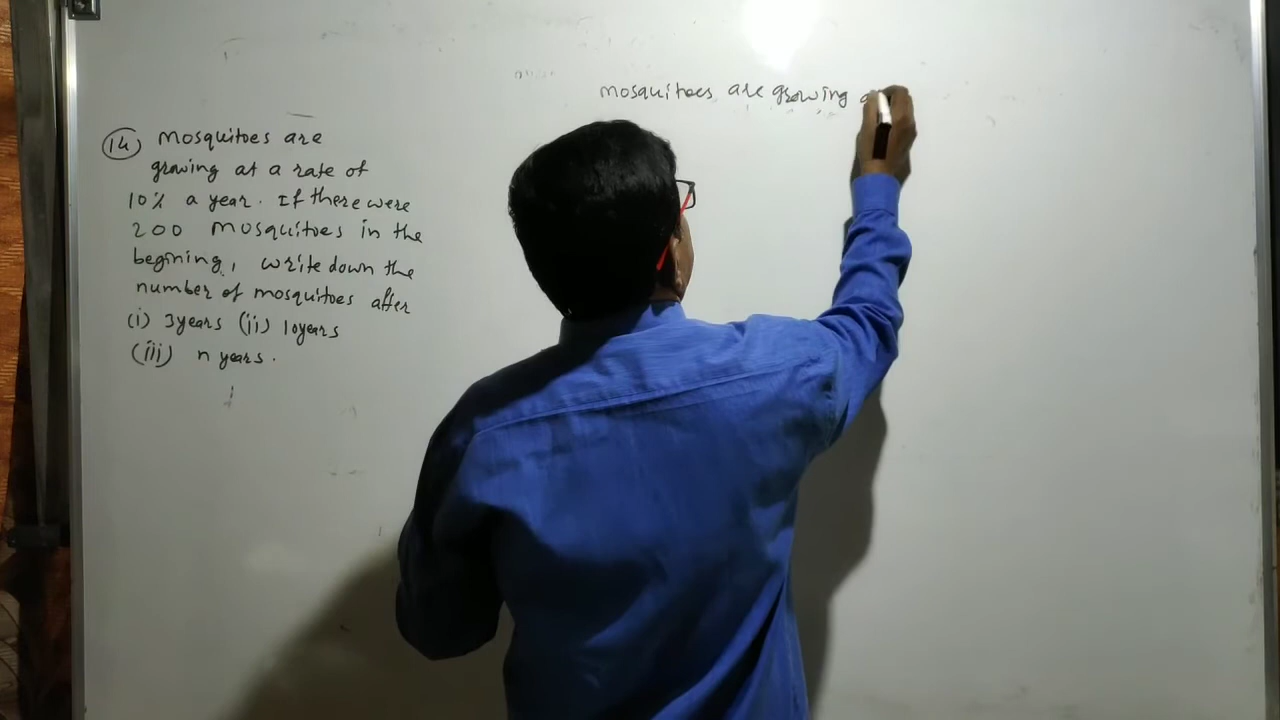 mosquitoes are growing a
(14) Mosquitoes are
growing at a rate of
10% a year. If there were
200 mosquitoes in the
begining, write down the
number of mosquitoes after
(i) 3years (ii) 10years
(iii) n years.